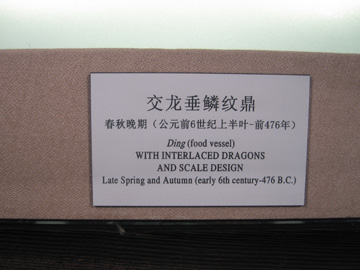 交龙垂鳞纹鼎
春秋晚期（公元前6世纪上半叶-前476年）
Ding (food vessel)
WITH INTERLACED DRAGONS
AND SCALE DESIGN
Late Spring and Autumn (early 6th century-476 B.C.)